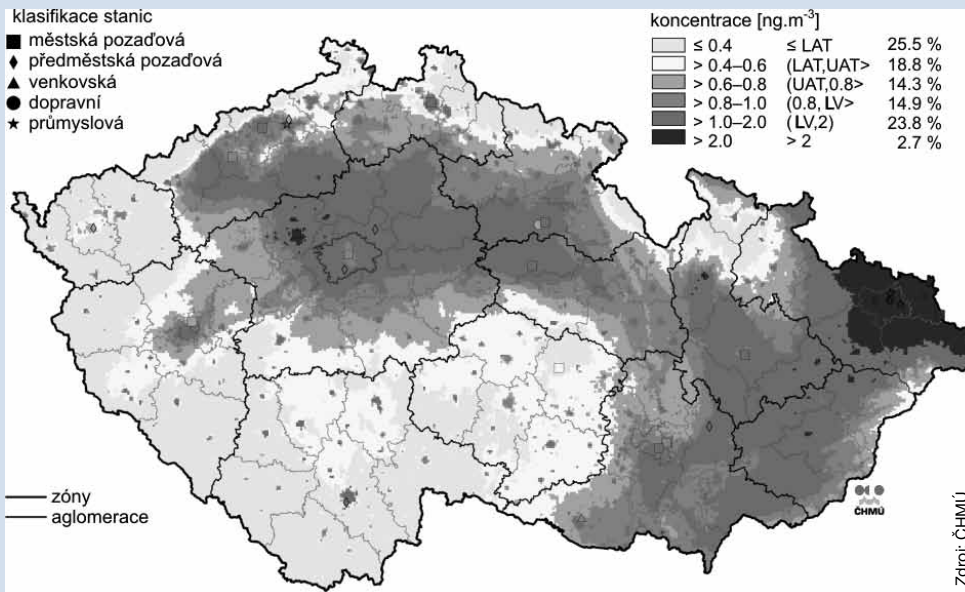 klasifikace stanic
městská pozaďová
předměstská pozaďová
venkovská
dopravní
průmyslová
koncentrace [ng.m⁻³]
≤ 0.4 ≤ LAT 25.5 %
> 0.4–0.6 (LAT,UAT> 18.8 %
> 0.6–0.8 (UAT,0.8> 14.3 %
> 0.8–1.0 (0.8, LV> 14.9 %
> 1.0–2.0 (LV,2) 23.8 %
> 2.0 > 2 2.7 %
zóny
aglomerace
ČHMÚ
Zdroj: ČHMÚ